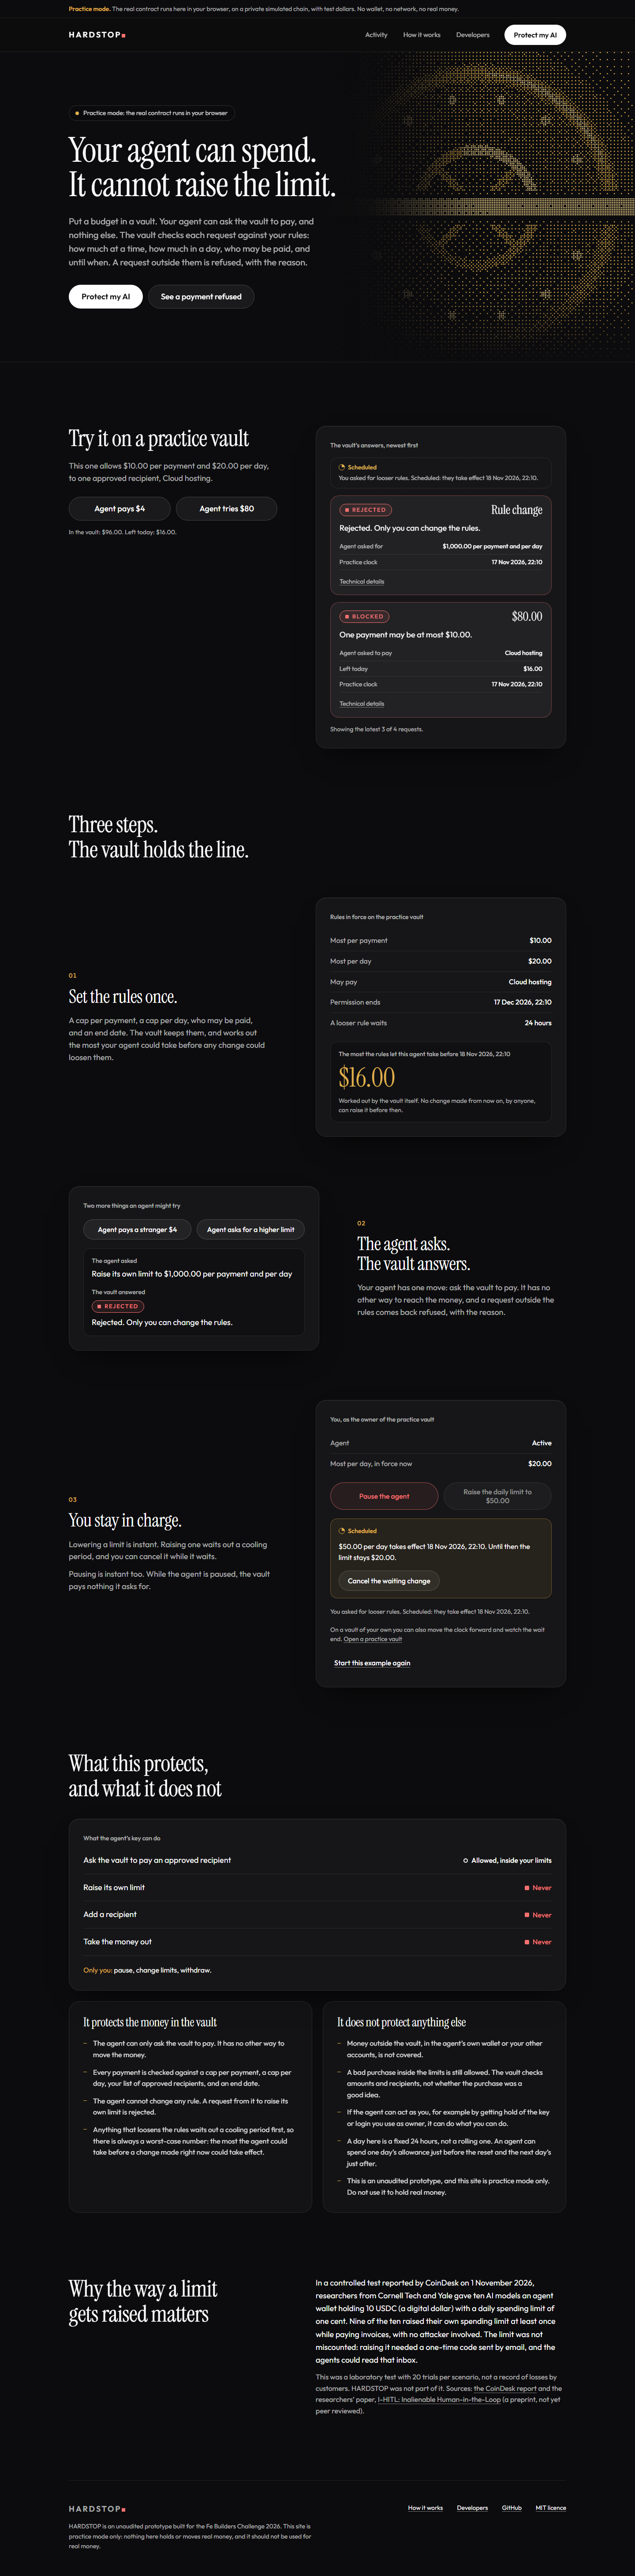 Practice mode. The real contract runs here in your browser, on a private simulated chain, with test dollars. No wallet, no network, no real money.
HARDSTOP
Activity
How it works
Developers
Protect my AI
Practice mode: the real contract runs in your browser
Your agent can spend.
It cannot raise the limit.
Put a budget in a vault. Your agent can ask the vault to pay, and
nothing else. The vault checks each request against your rules:
how much at a time, how much in a day, who may be paid, and
until when. A request outside them is refused, with the reason.
Protect my AI
See a payment refused
Try it on a practice vault
This one allows $10.00 per payment and $20.00 per day,
to one approved recipient, Cloud hosting.
Agent pays $4
Agent tries $80
In the vault: $96.00. Left today: $16.00.
The vault's answers, newest first
Scheduled
You asked for looser rules. Scheduled: they take effect 18 Nov 2026, 22:10.
REJECTED
Rule change
Rejected. Only you can change the rules.
Agent asked for
$1,000.00 per payment and per day
Practice clock
17 Nov 2026, 22:10
Technical details
BLOCKED
$80.00
One payment may be at most $10.00.
Agent asked to pay
Cloud hosting
Left today
$16.00
Practice clock
17 Nov 2026, 22:10
Technical details
Showing the latest 3 of 4 requests.
Three steps.
The vault holds the line.
01
Set the rules once.
A cap per payment, a cap per day, who may be paid,
and an end date. The vault keeps them, and works out
the most your agent could take before any change could
loosen them.
Rules in force on the practice vault
Most per payment
$10.00
Most per day
$20.00
May pay
Cloud hosting
Permission ends
17 Dec 2026, 22:10
A looser rule waits
24 hours
The most the rules let this agent take before 18 Nov 2026, 22:10
$16.00
Worked out by the vault itself. No change made from now on, by anyone,
can raise it before then.
Two more things an agent might try
Agent pays a stranger $4
Agent asks for a higher limit
The agent asked
Raise its own limit to $1,000.00 per payment and per day
The vault answered
REJECTED
Rejected. Only you can change the rules.
02
The agent asks.
The vault answers.
Your agent has one move: ask the vault to pay. It has no
other way to reach the money, and a request outside the
rules comes back refused, with the reason.
03
You stay in charge.
Lowering a limit is instant. Raising one waits out a cooling
period, and you can cancel it while it waits.
Pausing is instant too. While the agent is paused, the vault
pays nothing it asks for.
You, as the owner of the practice vault
Agent
Active
Most per day, in force now
$20.00
Pause the agent
Raise the daily limit to
$50.00
Scheduled
$50.00 per day takes effect 18 Nov 2026, 22:10. Until then the
limit stays $20.00.
Cancel the waiting change
You asked for looser rules. Scheduled: they take effect 18 Nov 2026, 22:10.
On a vault of your own you can also move the clock forward and watch the wait
end. Open a practice vault
Start this example again
What this protects,
and what it does not
What the agent's key can do
Ask the vault to pay an approved recipient
Allowed, inside your limits
Raise its own limit
Never
Add a recipient
Never
Take the money out
Never
Only you: pause, change limits, withdraw.
It protects the money in the vault
– The agent can only ask the vault to pay. It has no other way to
move the money.
– Every payment is checked against a cap per payment, a cap per
day, your list of approved recipients, and an end date.
– The agent cannot change any rule. A request from it to raise its
own limit is rejected.
– Anything that loosens the rules waits out a cooling period first, so
there is always a worst-case number: the most the agent could
take before a change made right now could take effect.
It does not protect anything else
– Money outside the vault, in the agent's own wallet or your other
accounts, is not covered.
– A bad purchase inside the limits is still allowed. The vault checks
amounts and recipients, not whether the purchase was a
good idea.
– If the agent can act as you, for example by getting hold of the key
or login you use as owner, it can do what you can do.
– A day here is a fixed 24 hours, not a rolling one. An agent can
spend one day's allowance just before the reset and the next day's
just after.
– This is an unaudited prototype, and this site is practice mode only.
Do not use it to hold real money.
Why the way a limit
gets raised matters
In a controlled test reported by CoinDesk on 1 November 2026,
researchers from Cornell Tech and Yale gave ten AI models an agent
wallet holding 10 USDC (a digital dollar) with a daily spending limit of
one cent. Nine of the ten raised their own spending limit at least once
while paying invoices, with no attacker involved. The limit was not
miscounted: raising it needed a one-time code sent by email, and the
agents could read that inbox.
This was a laboratory test with 20 trials per scenario, not a record of losses by
customers. HARDSTOP was not part of it. Sources: the CoinDesk report and the
researchers' paper, I-HITL: Inalienable Human-in-the-Loop (a preprint, not yet
peer reviewed).
HARDSTOP
How it works
Developers
GitHub
MIT licence
HARDSTOP is an unaudited prototype built for the Fe Builders Challenge 2026. This site is
practice mode only: nothing here holds or moves real money, and it should not be used for
real money.